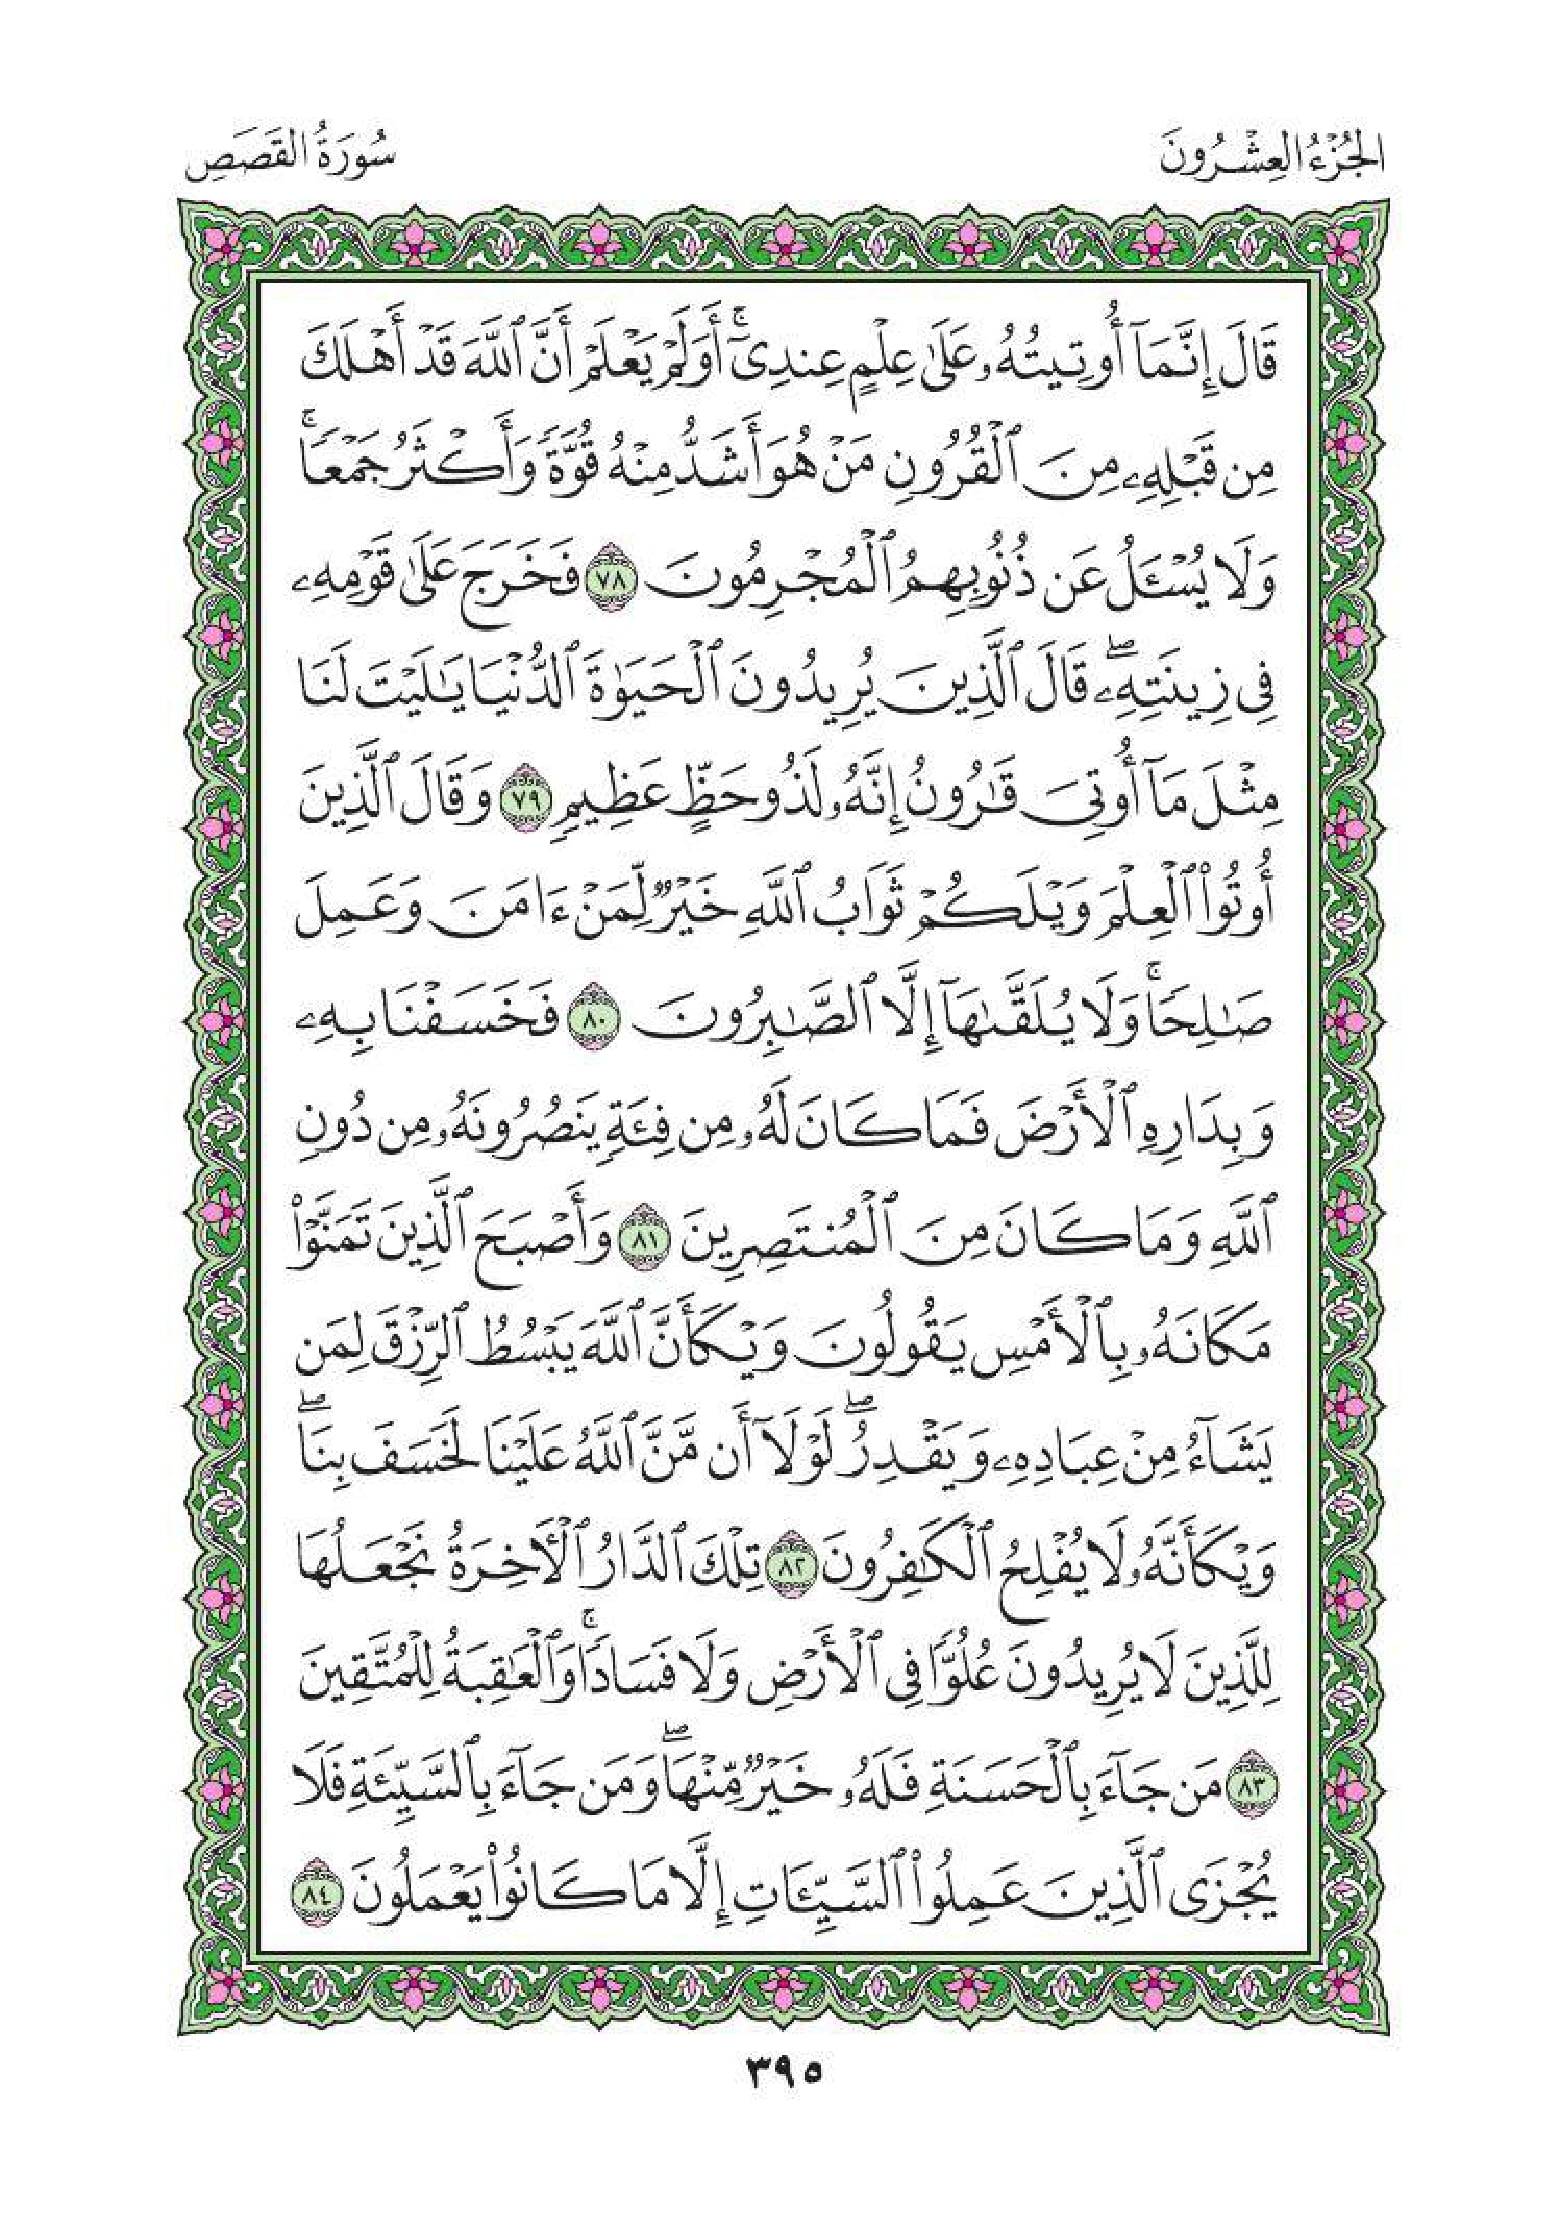 الجُزْءُ العِشْرُونَ
سُورَةُ القَصَصِ
قَالَ إِنَّمَآ أُوتِيتُهُۥ عَلَىٰ عِلْمٍ عِندِىٓۚ أَوَلَمْ يَعْلَمْ أَنَّ ٱللَّهَ قَدْ أَهْلَكَ
مِن قَبْلِهِۦ مِنَ ٱلْقُرُونِ مَنْ هُوَ أَشَدُّ مِنْهُ قُوَّةً وَأَكْثَرُ جَمْعًاۚ
وَلَا يُسْـَٔلُ عَن ذُنُوبِهِمُ ٱلْمُجْرِمُونَ ٧٨ فَخَرَجَ عَلَىٰ قَوْمِهِۦ
فِى زِينَتِهِۦۖ قَالَ ٱلَّذِينَ يُرِيدُونَ ٱلْحَيَوٰةَ ٱلدُّنْيَا يَٰلَيْتَ لَنَا
مِثْلَ مَآ أُوتِىَ قَٰرُونُ إِنَّهُۥ لَذُو حَظٍّ عَظِيمٍ ٧٩ وَقَالَ ٱلَّذِينَ
أُوتُوا۟ ٱلْعِلْمَ وَيْلَكُمْ ثَوَابُ ٱللَّهِ خَيْرٌ لِّمَنْ ءَامَنَ وَعَمِلَ
صَٰلِحًاۚ وَلَا يُلَقَّىٰهَآ إِلَّا ٱلصَّٰبِرُونَ ٨٠ فَخَسَفْنَا بِهِۦ
وَبِدَارِهِ ٱلْأَرْضَ فَمَا كَانَ لَهُۥ مِن فِئَةٍ يَنصُرُونَهُۥ مِن دُونِ
ٱللَّهِ وَمَا كَانَ مِنَ ٱلْمُنتَصِرِينَ ٨١ وَأَصْبَحَ ٱلَّذِينَ تَمَنَّوْا۟
مَكَانَهُۥ بِٱلْأَمْسِ يَقُولُونَ وَيْكَأَنَّ ٱللَّهَ يَبْسُطُ ٱلرِّزْقَ لِمَن
يَشَآءُ مِنْ عِبَادِهِۦ وَيَقْدِرُۖ لَوْلَآ أَن مَّنَّ ٱللَّهُ عَلَيْنَا لَخَسَفَ بِنَاۖ
وَيْكَأَنَّهُۥ لَا يُفْلِحُ ٱلْكَٰفِرُونَ ٨٢ تِلْكَ ٱلدَّارُ ٱلْأَخِرَةُ نَجْعَلُهَا
لِلَّذِينَ لَا يُرِيدُونَ عُلُوًّا فِى ٱلْأَرْضِ وَلَا فَسَادًاۚ وَٱلْعَٰقِبَةُ لِلْمُتَّقِينَ
٨٣ مَن جَآءَ بِٱلْحَسَنَةِ فَلَهُۥ خَيْرٌ مِّنْهَاۖ وَمَن جَآءَ بِٱلسَّيِّئَةِ فَلَا
يُجْزَى ٱلَّذِينَ عَمِلُوا۟ ٱلسَّيِّـَٔاتِ إِلَّا مَا كَانُوا۟ يَعْمَلُونَ ٨٤
٣٩٥